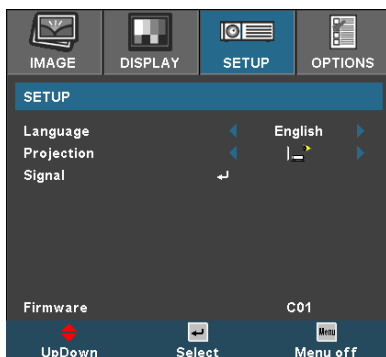 IMAGE DISPLAY SETUP OPTIONS
SETUP
Language English
Projection
Signal
Firmware C01
Menu
UpDown Select Menu off